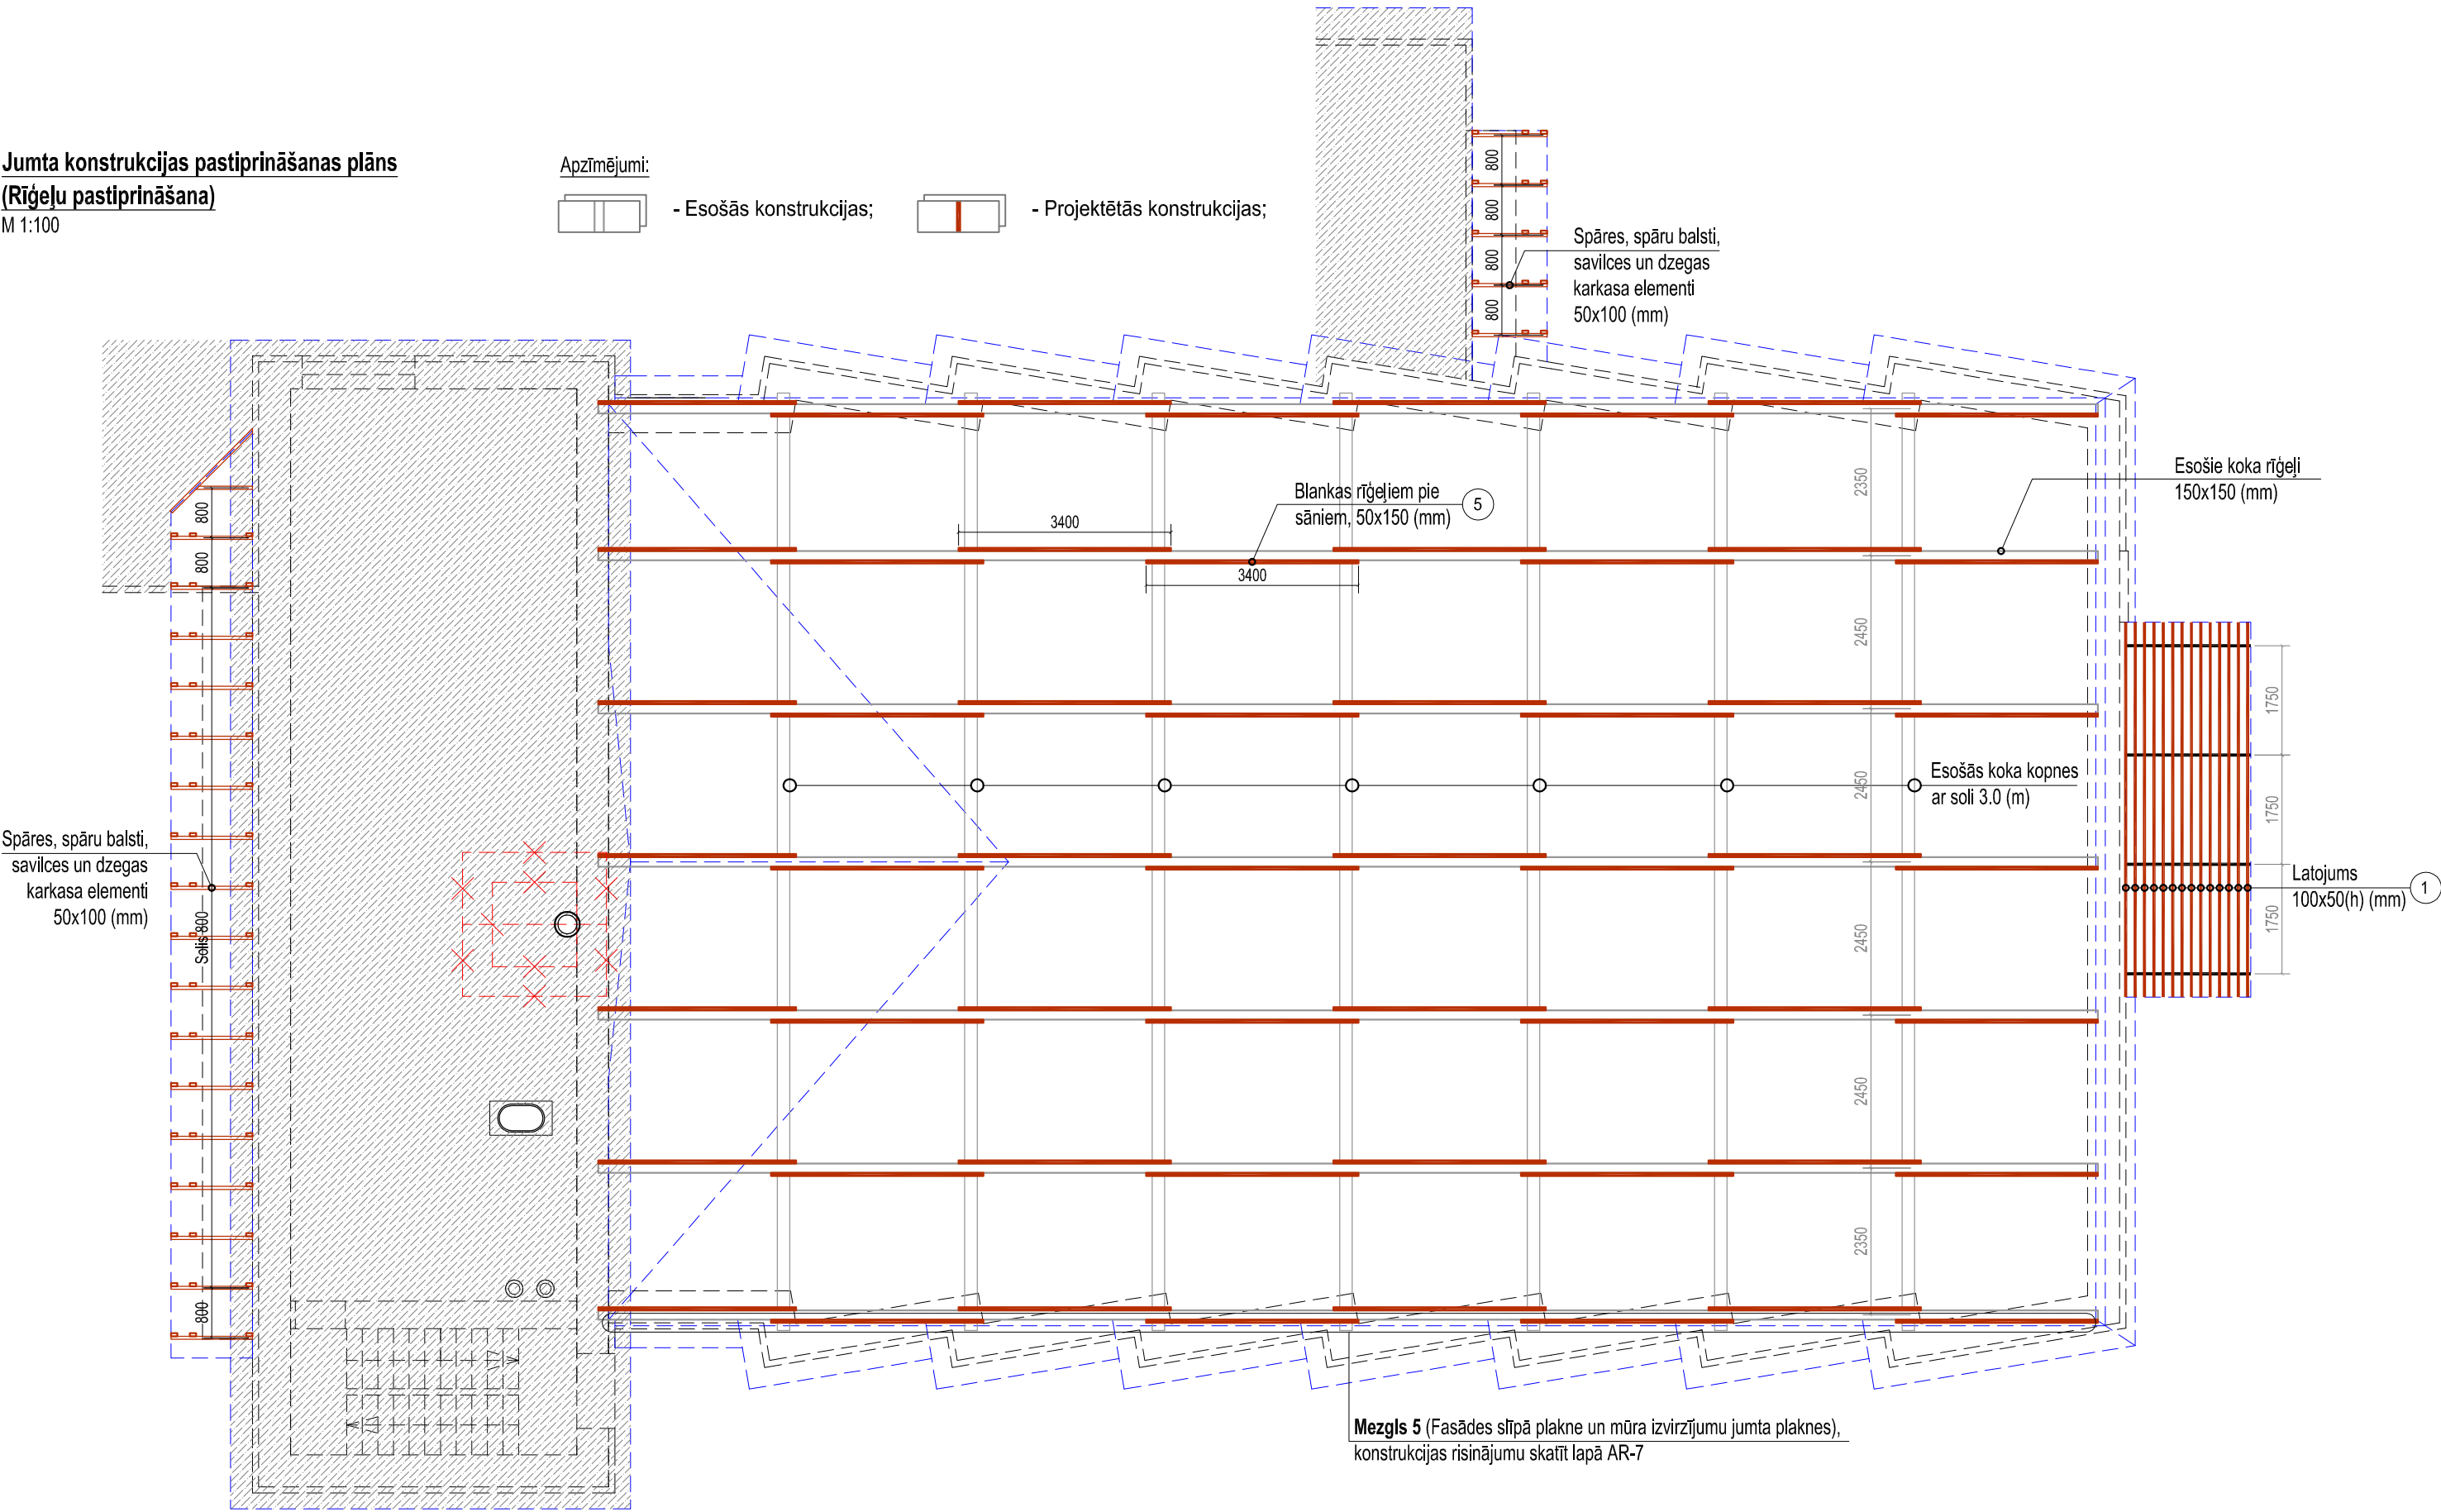 Jumta konstrukcijas pastiprināšanas plāns
(Rīģeļu pastiprināšana)
M 1:100
Apzīmējumi:
- Esošās konstrukcijas;
- Projektētās konstrukcijas;
800
800
800
800
Spāres, spāru balsti,
savilces un dzegas
karkasa elementi
50x100 (mm)
Esošie koka rīģeļi
150x150 (mm)
Blankas rīģeļiem pie
sāniem, 50x150 (mm)
5
3400
3400
2350
2450
2450
2450
2450
2350
800
800
Solis 800
800
Spāres, spāru balsti,
savilces un dzegas
karkasa elementi
50x100 (mm)
Esošās koka kopnes
ar soli 3.0 (m)
1750
1750
1750
Latojums
100x50(h) (mm)
1
Mezgls 5 (Fasādes slīpā plakne un mūra izvirzījumu jumta plaknes),
konstrukcijas risinājumu skatīt lapā AR-7